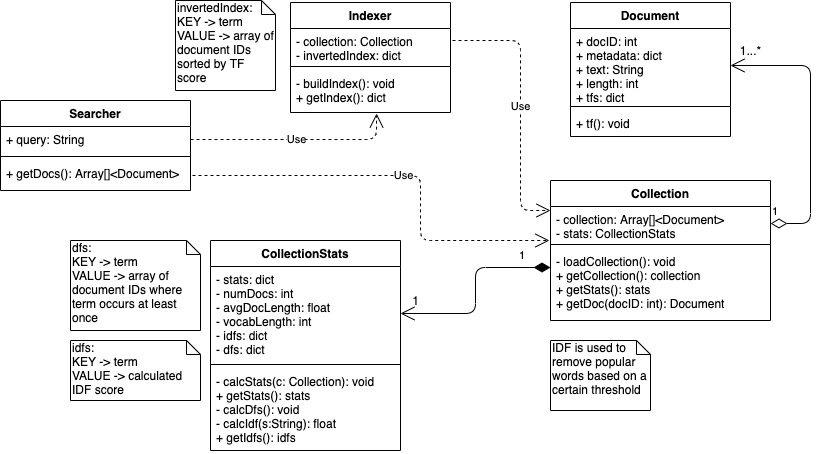 invertedIndex:
KEY -> term
VALUE -> array of
document IDs
sorted by TF
score
Indexer
- collection: Collection
- invertedIndex: dict
- buildIndex(): void
+ getIndex(): dict
Document
+ docID: int
+ metadata: dict
+ text: String
+ length: int
+ tfs: dict
+ tf(): void
1...*
Searcher
+ query: String
+ getDocs(): Array[]<Document>
Use
Use
Use
Collection
- collection: Array[]<Document>
- stats: CollectionStats
- loadCollection(): void
+ getCollection(): collection
+ getStats(): stats
+ getDoc(docID: int): Document
1
1
1
dfs:
KEY -> term
VALUE -> array of
document IDs where
term occurs at least
once
idfs:
KEY -> term
VALUE -> calculated
IDF score
CollectionStats
- stats: dict
- numDocs: int
- avgDocLength: float
- vocabLength: int
- idfs: dict
- dfs: dict
- calcStats(c: Collection): void
+ getStats(): stats
- calcDfs(): void
- calcIdf(s:String): float
+ getIdfs(): idfs
IDF is used to
remove popular
words based on a
certain threshold